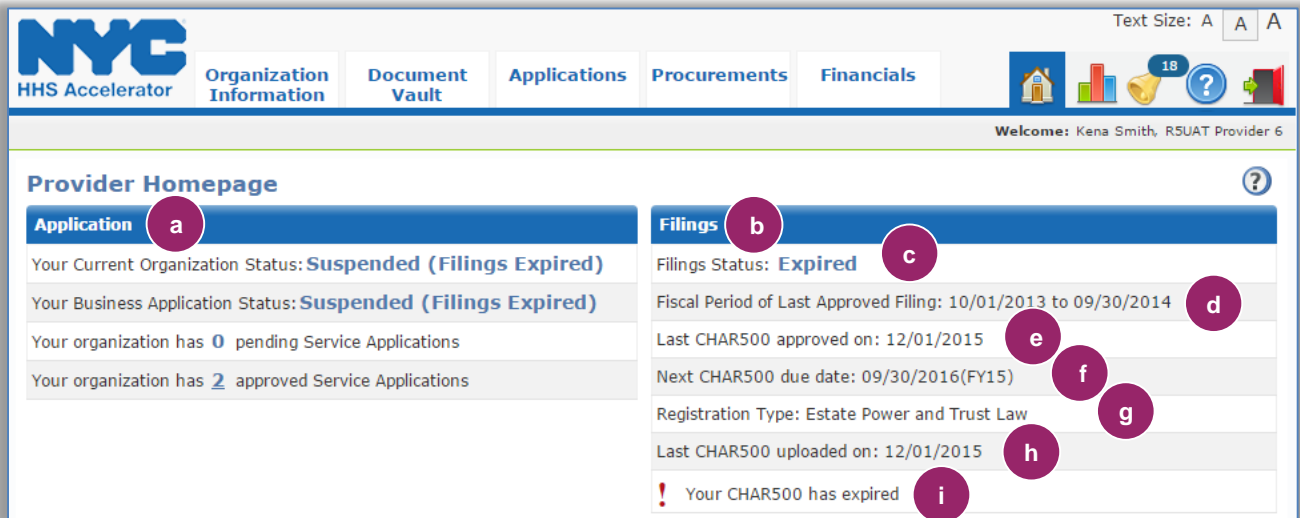 Text Size: A A A
NYC
HHS Accelerator
Organization Information
Document Vault
Applications
Procurements
Financials
18
?
Welcome: Kena Smith, R5UAT Provider 6
Provider Homepage
?
Application
a
Your Current Organization Status: Suspended (Filings Expired)
Your Business Application Status: Suspended (Filings Expired)
Your organization has 0 pending Service Applications
Your organization has 2 approved Service Applications
Filings
b
Filings Status: Expired
c
Fiscal Period of Last Approved Filing: 10/01/2013 to 09/30/2014
d
Last CHAR500 approved on: 12/01/2015
e
Next CHAR500 due date: 09/30/2016(FY15)
f
Registration Type: Estate Power and Trust Law
g
Last CHAR500 uploaded on: 12/01/2015
h
! Your CHAR500 has expired
i